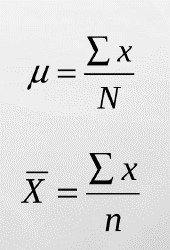 μ = ∑x / N
X̄ = ∑x / n